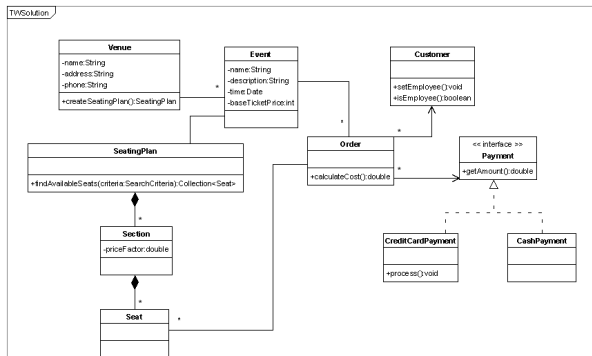 TWSolution
Venue
-name:String
-address:String
-phone:String
+createSeatingPlan():SeatingPlan
*
Event
-name:String
-description:String
-time:Date
-baseTicketPrice:int
*
Customer
+setEmployee():void
+isEmployee():boolean
*
SeatingPlan
+findAvailableSeats(criteria:SearchCriteria):Collection<Seat>
*
Order
+calculateCost():double
*
<< interface >>
Payment
+getAmount():double
Section
-priceFactor:double
*
CreditCardPayment
+process():void
CashPayment
Seat
*